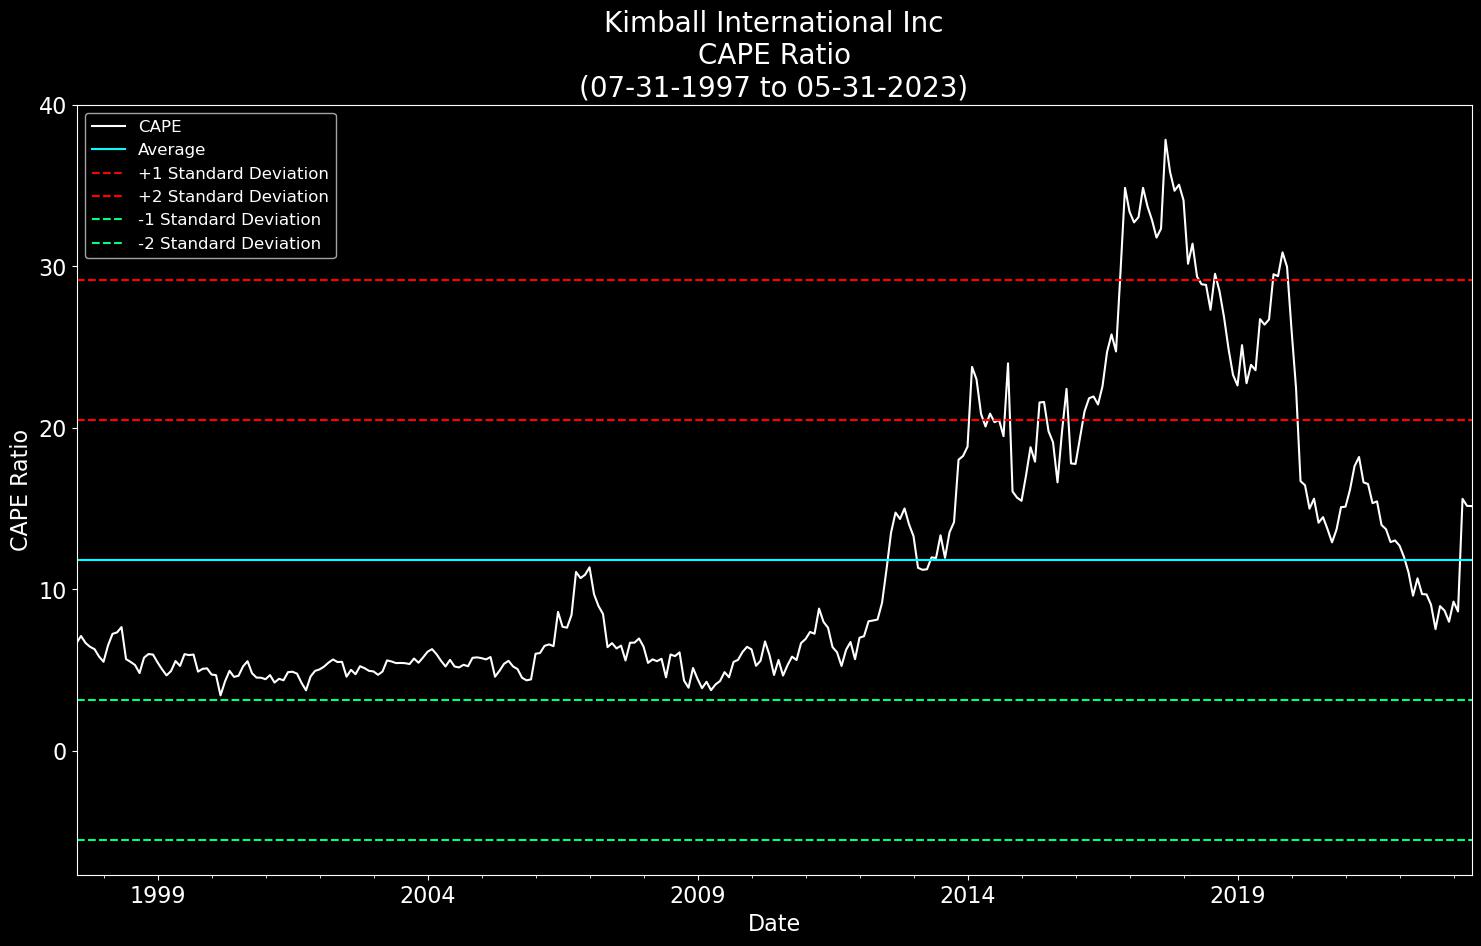 Kimball International Inc
CAPE Ratio
(07-31-1997 to 05-31-2023)
CAPE
Average
+1 Standard Deviation
+2 Standard Deviation
-1 Standard Deviation
-2 Standard Deviation
40
30
20
10
0
CAPE Ratio
1999
2004
2009
2014
2019
Date